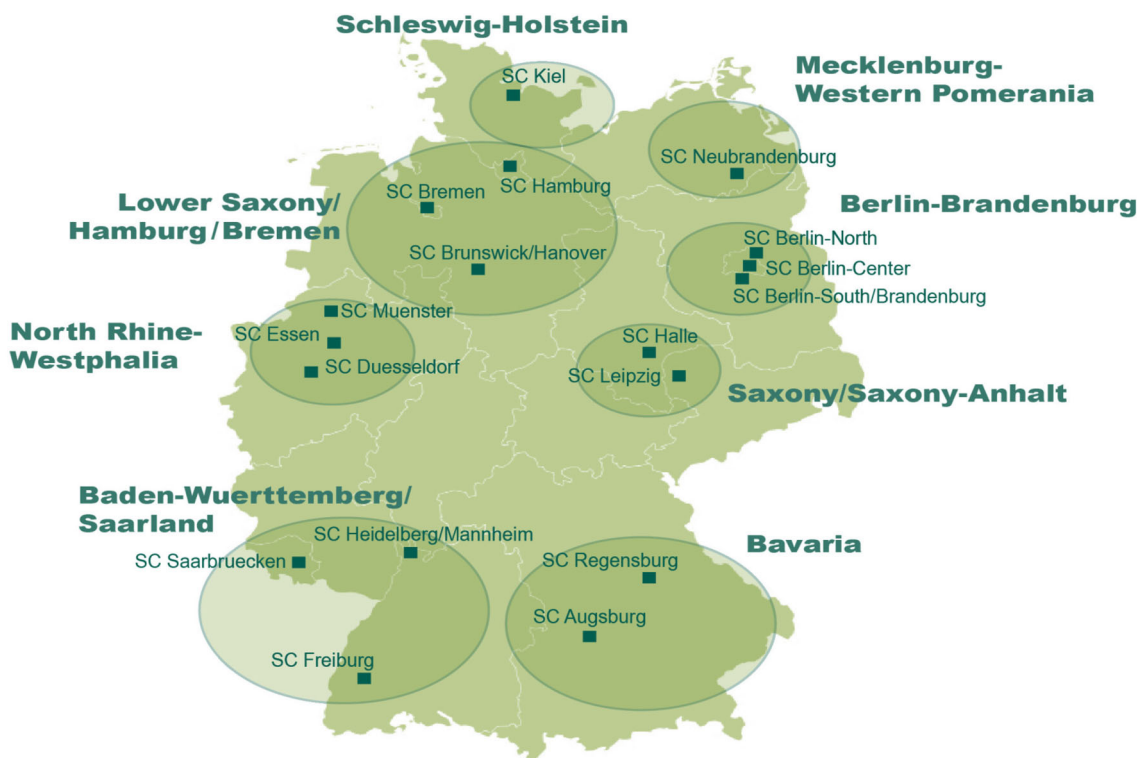 Schleswig-Holstein
SC Kiel
Mecklenburg-
Western Pomerania
SC Neubrandenburg
SC Hamburg
SC Bremen
Lower Saxony/
Hamburg/Bremen
SC Brunswick/Hanover
Berlin-Brandenburg
SC Berlin-North
SC Berlin-Center
SC Berlin-South/Brandenburg
North Rhine-
Westphalia
SC Muenster
SC Essen
SC Duesseldorf
SC Halle
SC Leipzig
Saxony/Saxony-Anhalt
Baden-Wuerttemberg/
Saarland
SC Heidelberg/Mannheim
SC Saarbruecken
SC Freiburg
Bavaria
SC Regensburg
SC Augsburg